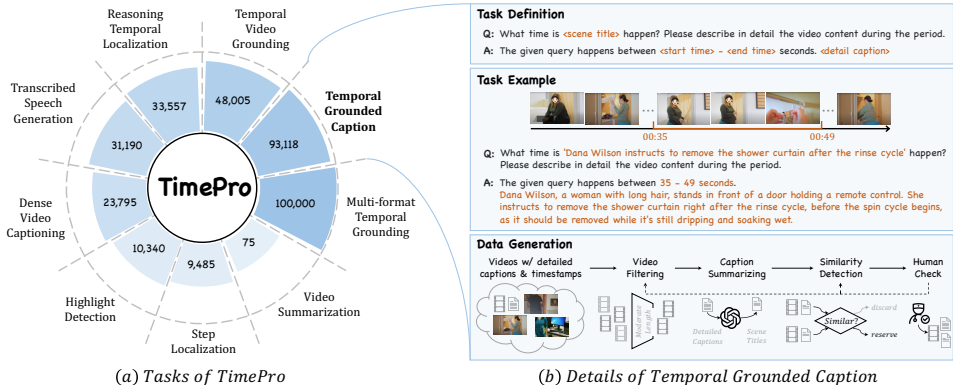 Reasoning
Temporal
Localization
Temporal
Video
Grounding
Transcribed
Speech
Generation
Temporal
Grounded
Caption
33,557
48,005
31,190
93,118
TimePro
23,795
100,000
Dense
Video
Captioning
Multi-format
Temporal
Grounding
10,340
9,485
75
Highlight
Detection
Step
Localization
Video
Summarization
(a) Tasks of TimePro
Task Definition
Q: What time is <scene title> happen? Please describe in detail the video content during the period.
A: The given query happens between <start time> - <end time> seconds. <detail caption>
Task Example
... ... ...
00:35 00:49
Q: What time is 'Dana Wilson instructs to remove the shower curtain after the rinse cycle' happen?
Please describe in detail the video content during the period.
A: The given query happens between 35 - 49 seconds.
Dana Wilson, a woman with long hair, stands in front of a door holding a remote control. She
instructs to remove the shower curtain right after the rinse cycle, before the spin cycle begins,
as it should be removed while it's still dripping and soaking wet.
Data Generation
Videos w/ detailed
captions & timestamps
Video
Filtering
Caption
Summarizing
Similarity
Detection
Human
Check
Moderate
Length
Detailed
Captions
Scene
Titles
Similar?
discard
reserve
(b) Details of Temporal Grounded Caption